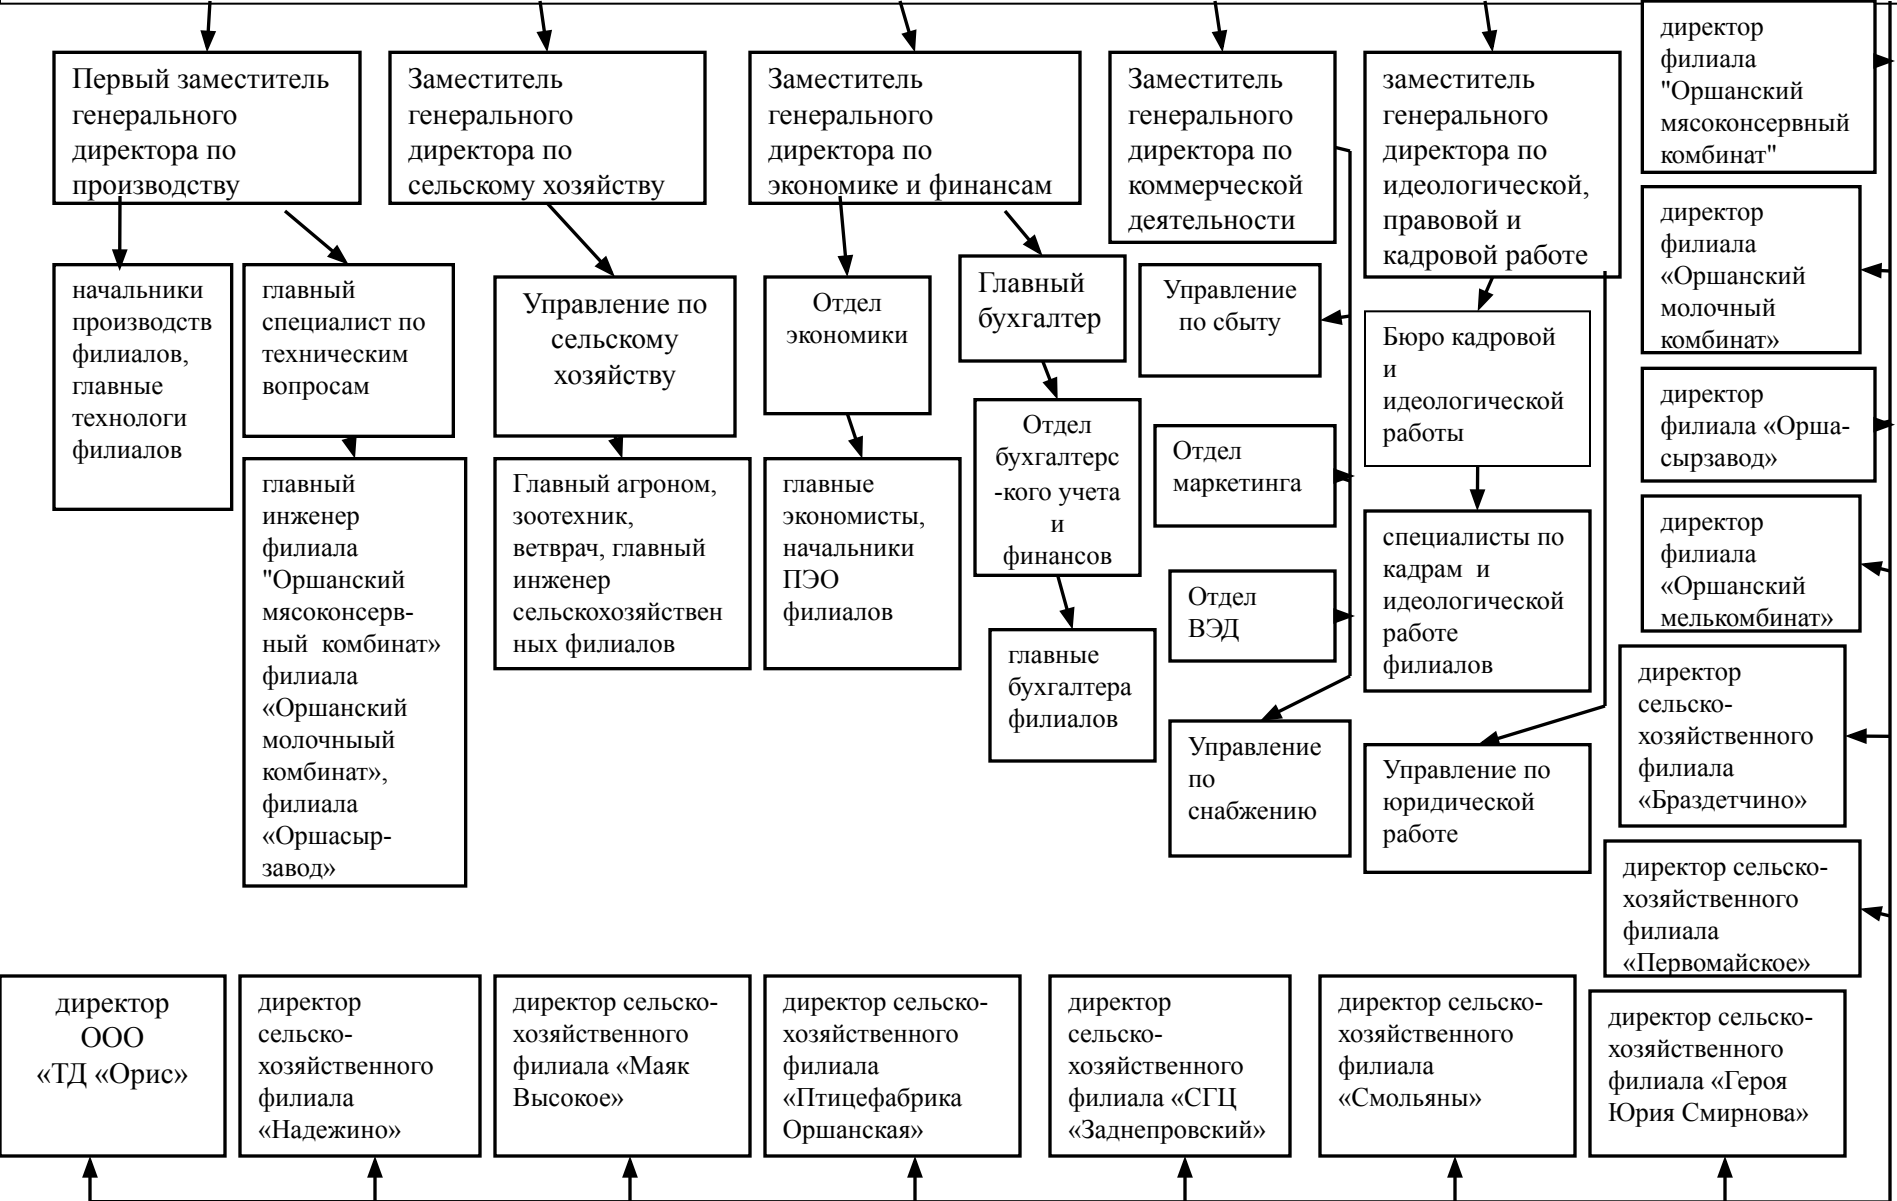 Первый заместитель
генерального
директора по
производству
Заместитель
генерального
директора по
сельскому хозяйству
Заместитель
генерального
директора по
экономике и финансам
Заместитель
генерального
директора по
коммерческой
деятельности
заместитель
генерального
директора по
идеологической,
правовой и
кадровой работе
директор
филиала
"Оршанский
мясоконсервный
комбинат"
директор
филиала
«Оршанский
молочный
комбинат»
директор
филиала «Орша-
сырзавод»
директор
филиала
«Оршанский
мелькомбинат»
директор
сельско-
хозяйственного
филиала
«Браздетчино»
директор сельско-
хозяйственного
филиала
«Первомайское»
начальники
производств
филиалов,
главные
технологи
филиалов
главный
специалист по
техническим
вопросам
главный
инженер
филиала
"Оршанский
мясоконсерв-
ный комбинат»
филиала
«Оршанский
молочныый
комбинат»,
филиала
«Оршасыр-
завод»
Управление по
сельскому
хозяйству
Главный агроном,
зоотехник,
ветврач, главный
инженер
сельскохозяйствен
ных филиалов
Отдел
экономики
главные
экономисты,
начальники
ПЭО
филиалов
Главный
бухгалтер
Отдел
бухгалтерс
-кого учета
и
финансов
главные
бухгалтера
филиалов
Управление
по сбыту
Отдел
маркетинга
Отдел
ВЭД
Управление
по
снабжению
Бюро кадровой
и
идеологической
работы
специалисты по
кадрам и
идеологической
работе
филиалов
Управление по
юридической
работе
директор
ООО
«ТД «Орис»
директор
сельско-
хозяйственного
филиала
«Надежино»
директор сельско-
хозяйственного
филиала «Маяк
Высокое»
директор сельско-
хозяйственного
филиала
«Птицефабрика
Оршанская»
директор
сельско-
хозяйственного
филиала «СГЦ
«Заднепровский»
директор сельско-
хозяйственного
филиала
«Смольяны»
директор сельско-
хозяйственного
филиала «Героя
Юрия Смирнова»